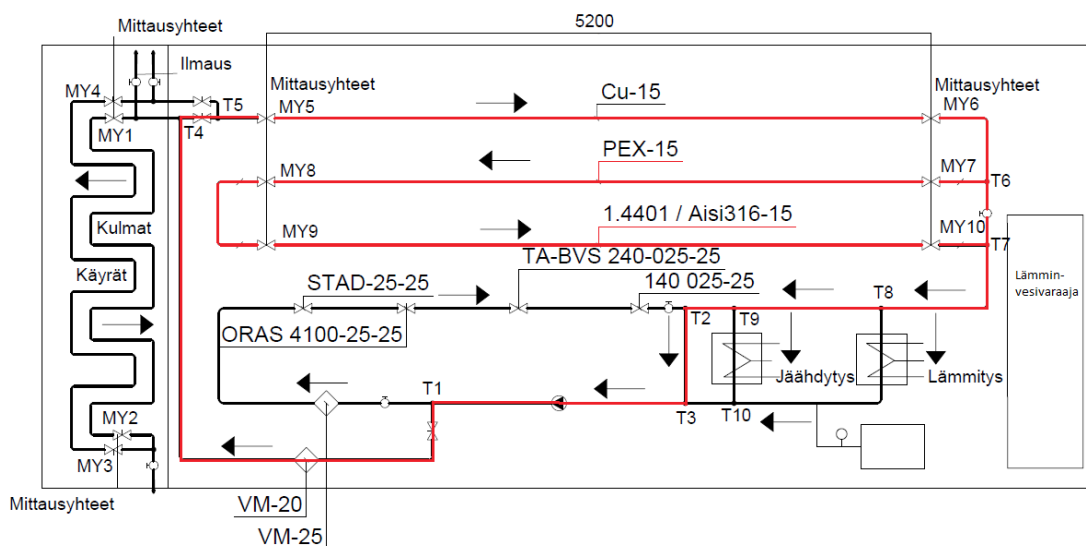 Mittausyhteet
5200
Ilmaus
Mittausyhteet
Mittausyhteet
MY4
T5
MY5
Cu-15
MY6
MY1
T4
PEX-15
MY8
MY7
T6
1.4401 / Aisi316-15
Kulmat
MY9
MY10
T7
Käyrät
TA-BVS 240-025-25
STAD-25-25
140 025-25
T8
Lämmin-
vesivaraaja
T2
T9
ORAS 4100-25-25
Jäähdytys
Lämmitys
T1
MY2
T3
T10
MY3
Mittausyhteet
VM-20
VM-25